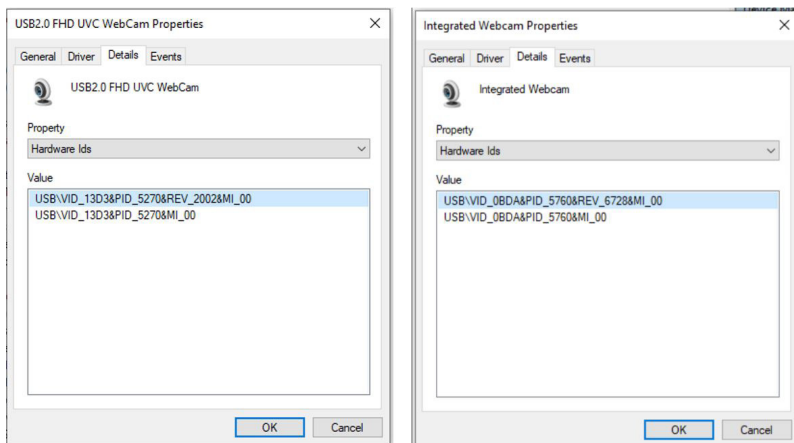 USB2.0 FHD UVC WebCam Properties
General Driver Details Events
USB2.0 FHD UVC WebCam
Property
Hardware Ids
Value
USB\VID_13D3&PID_5270&REV_2002&MI_00
USB\VID_13D3&PID_5270&MI_00
OK Cancel
Integrated Webcam Properties
General Driver Details Events
Integrated Webcam
Property
Hardware Ids
Value
USB\VID_0BDA&PID_5760&REV_6728&MI_00
USB\VID_0BDA&PID_5760&MI_00
OK Cancel